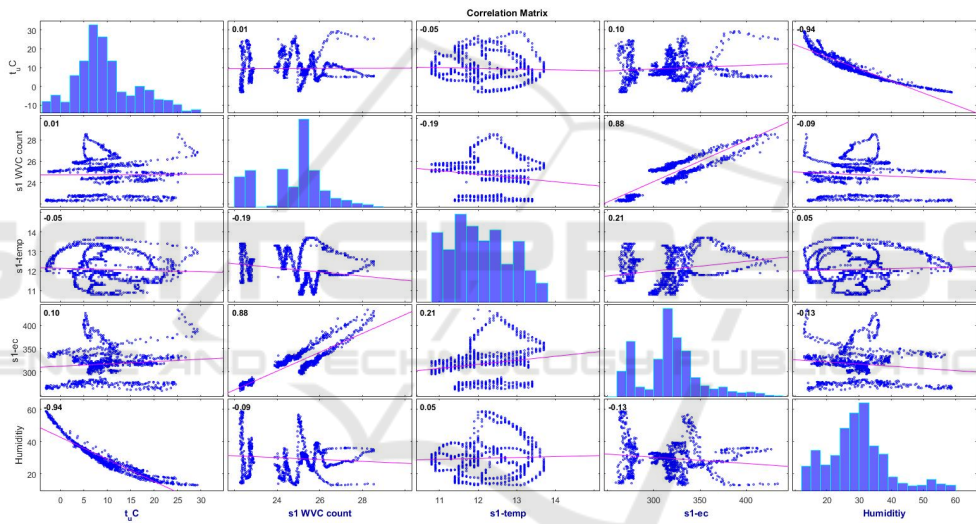 Correlation Matrix
t_uC
0.01
-0.05
0.10
-0.94
30
20
10
0
-10
s1 WVC count
0.01
-0.19
0.88
-0.09
28
26
24
s1-temp
-0.05
-0.19
0.21
0.05
14
13
12
11
s1-ec
0.10
0.88
0.21
-0.13
400
350
300
Humidity
-0.94
-0.09
0.05
-0.13
60
40
20
0 5 10 15 20 25 30
24 26 28
11 12 13 14
300 350 400
20 30 40 50 60
t_uC
s1 WVC count
s1-temp
s1-ec
Humiditiy
SCITEPRESS
SCIENCE AND TECHNOLOGY PUBLICATIONS